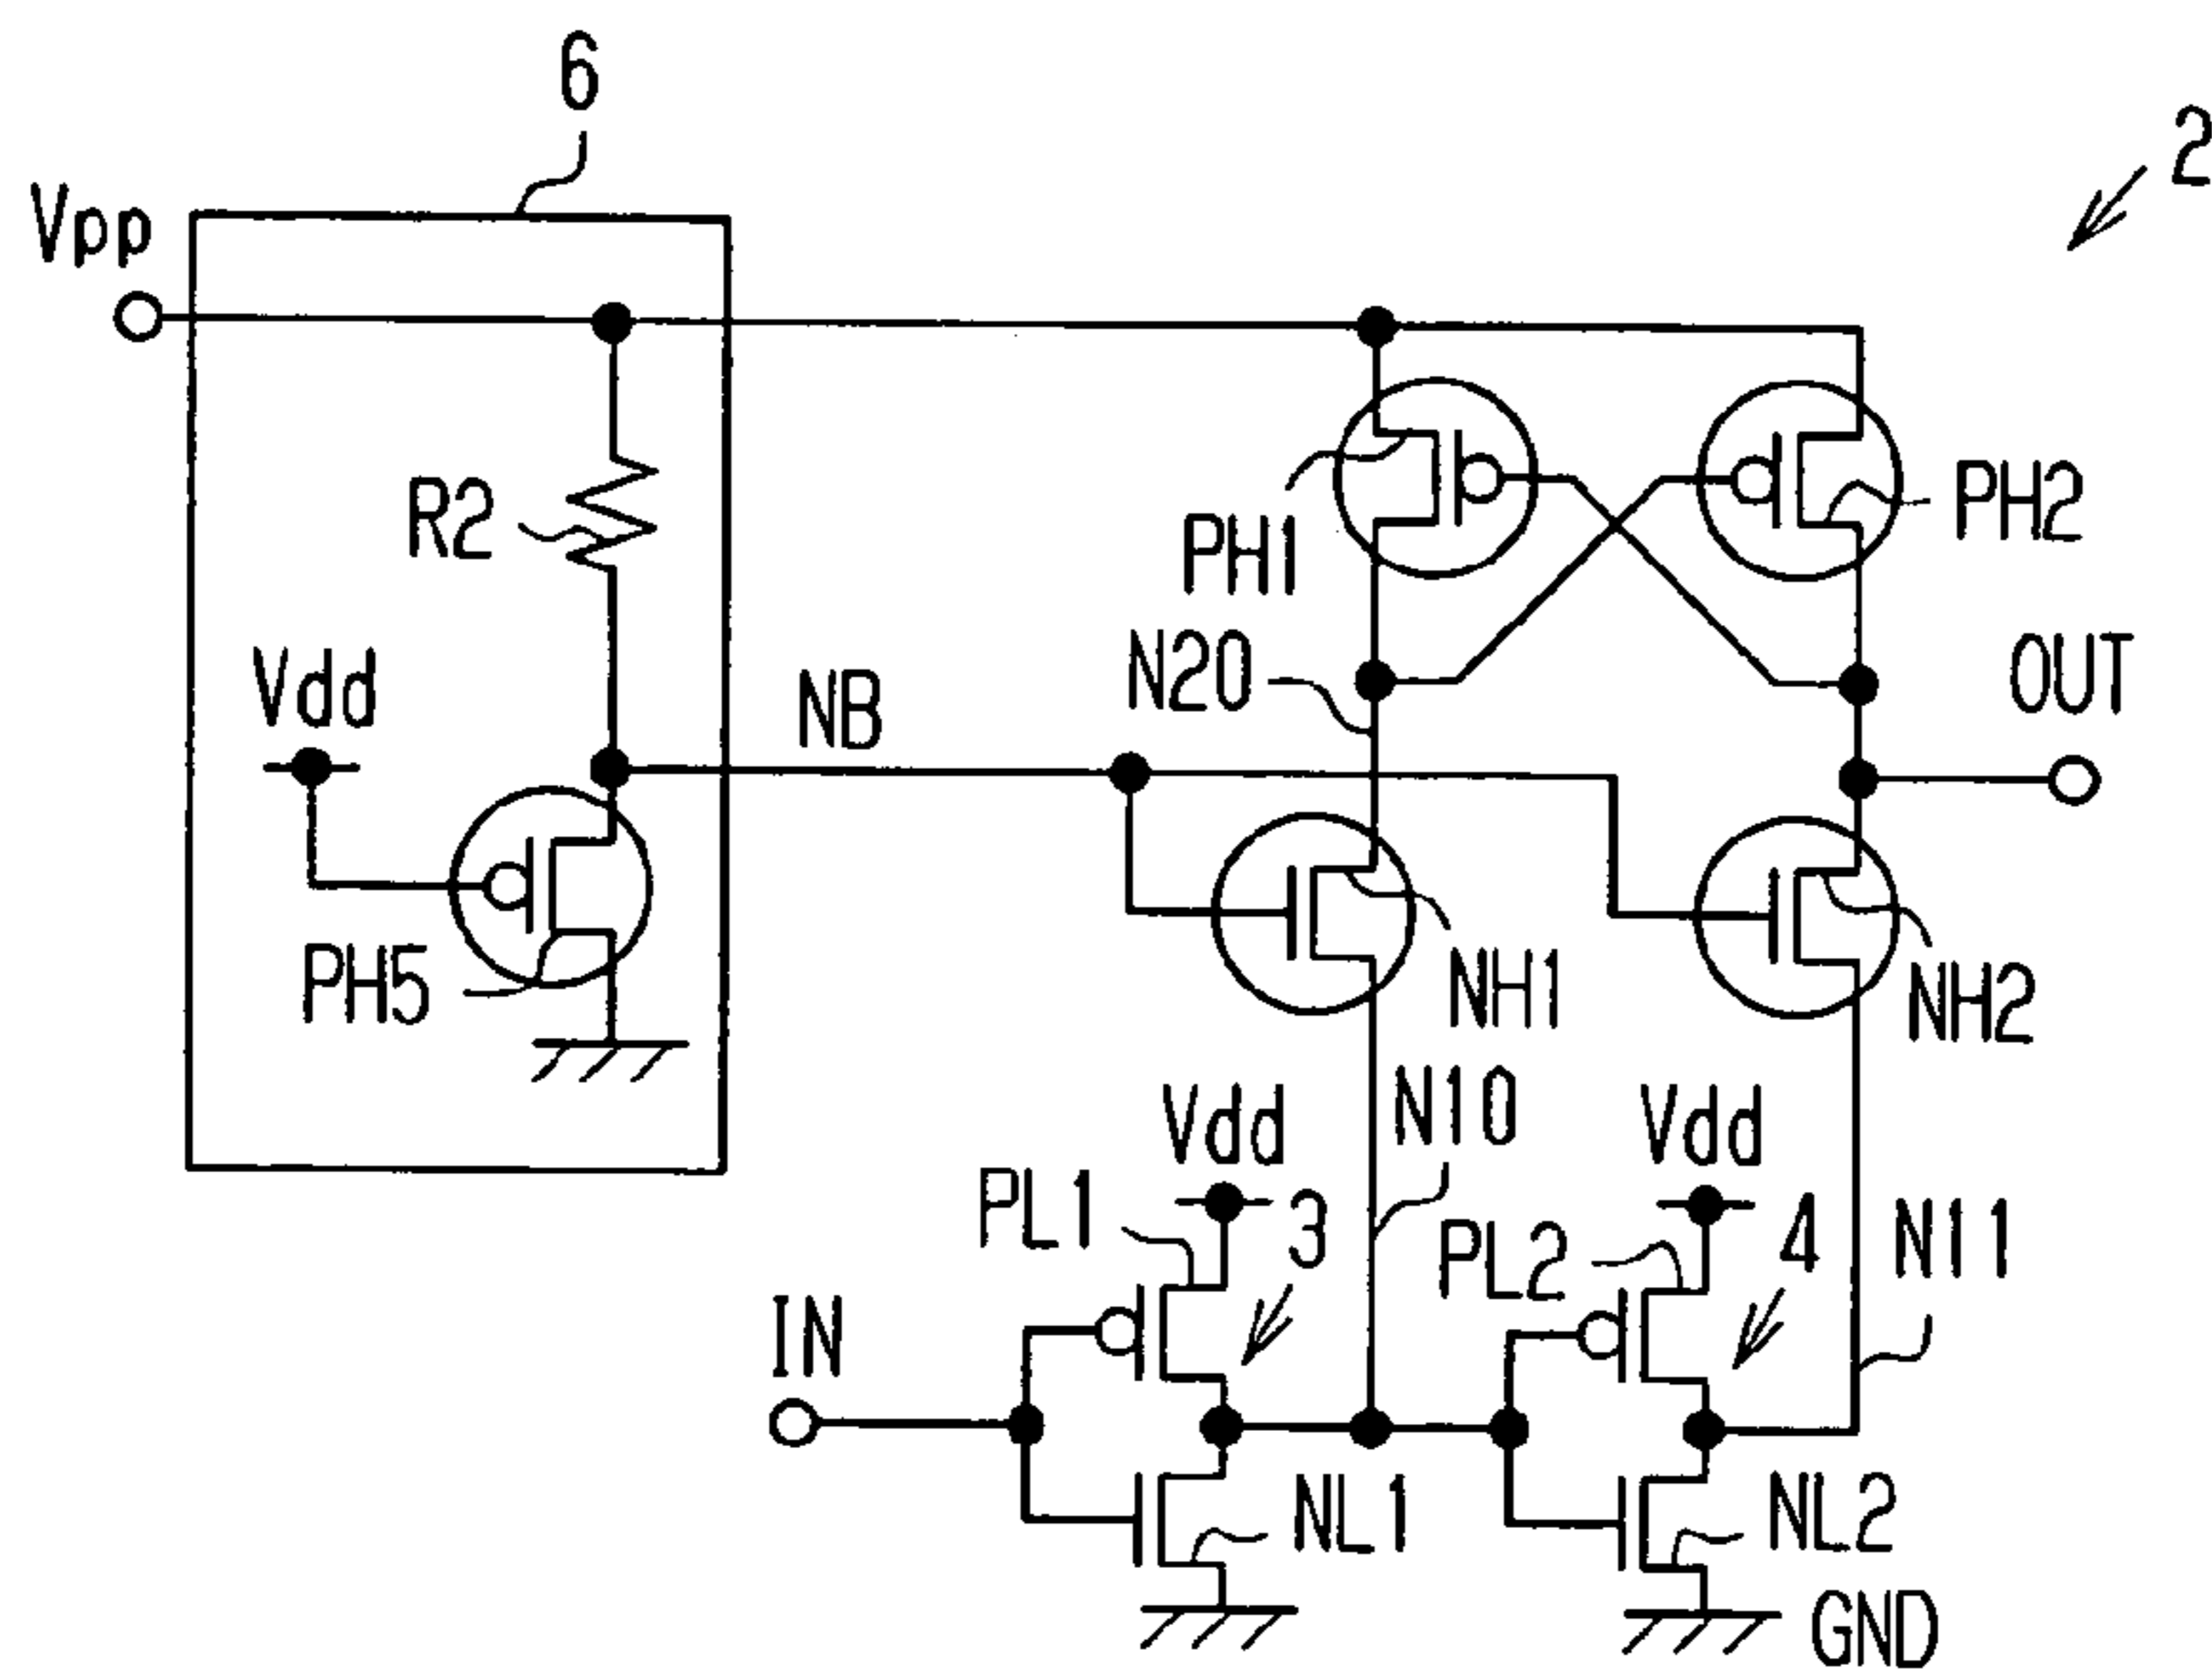 6
2
Vpp
R2
PH1
PH2
Vdd
NB
N20
OUT
PH5
NH1
NH2
Vdd
N10
Vdd
PL1
3
PL2
4
N11
IN
NL1
NL2
GND